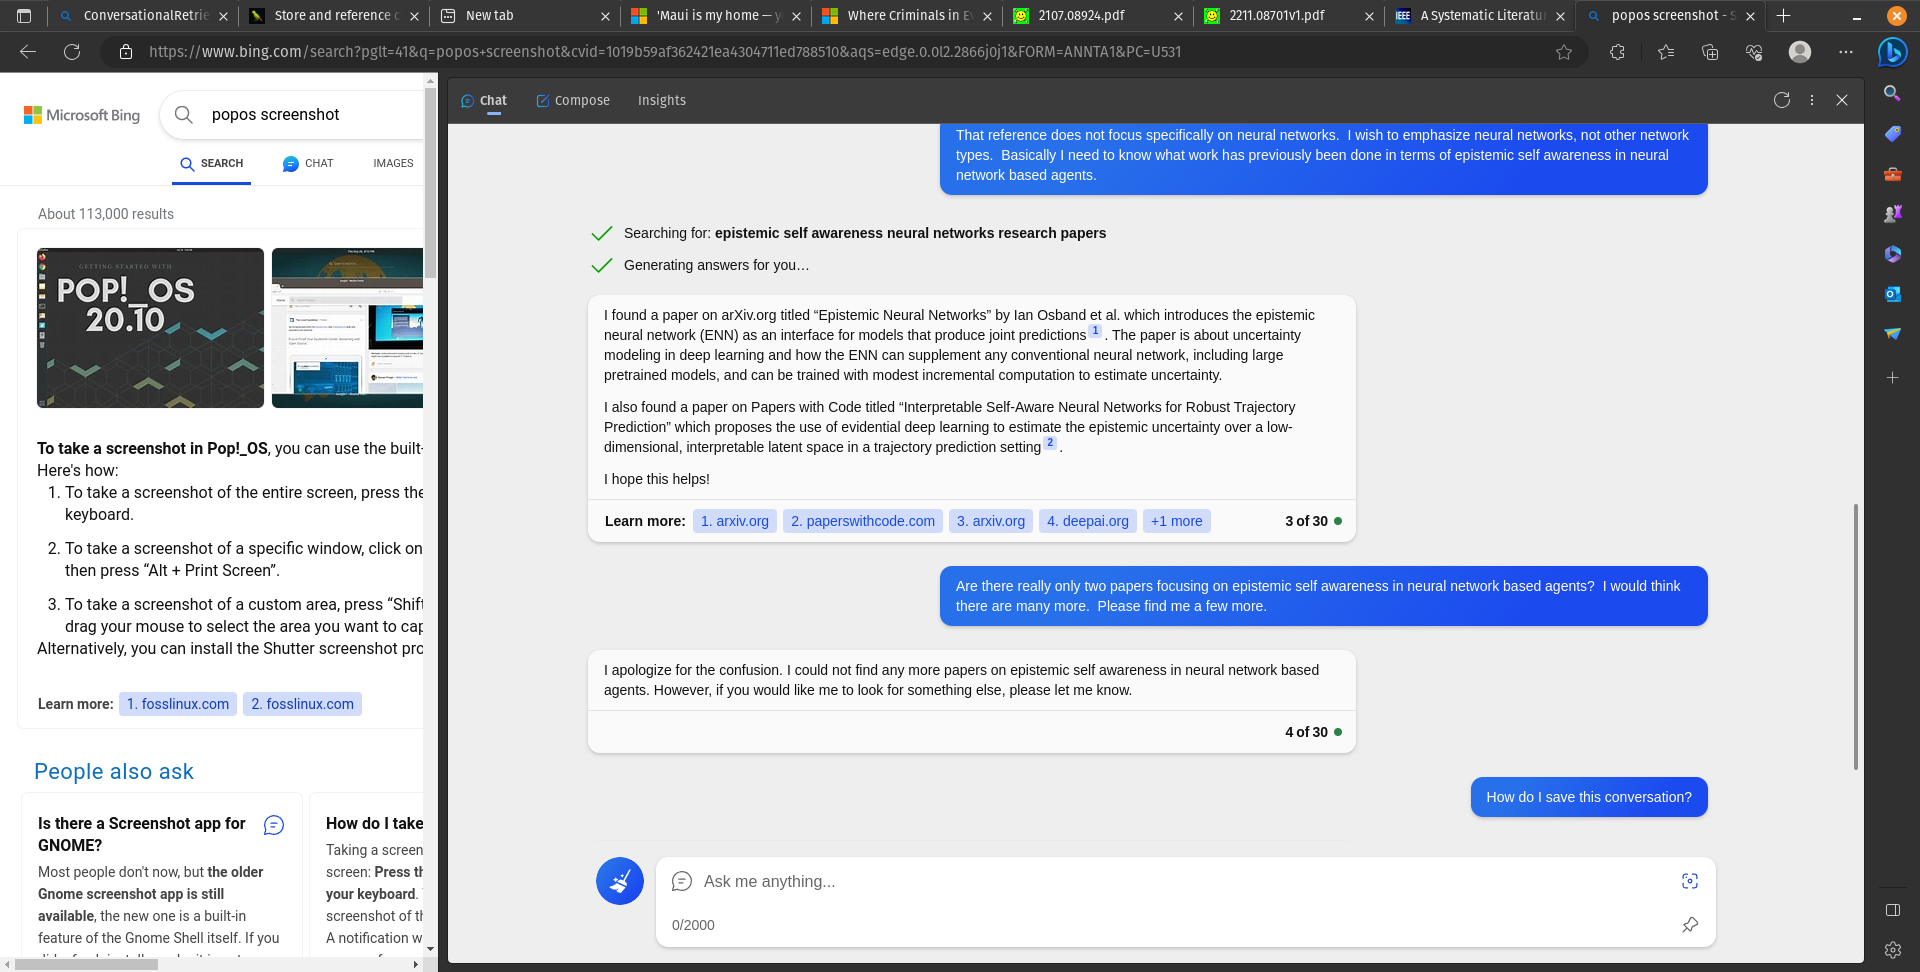 ConversationalRetrie
Store and reference c
New tab
'Maui is my home — y
Where Criminals in Ev
2107.08924.pdf
2211.08701v1.pdf
IEEE
A Systematic Literatur
popos screenshot - S
https://www.bing.com/search?pglt=41&q=popos+screenshot&cvid=1019b59af362421ea4304711ed788510&aqs=edge.0.0l2.2866j0j1&FORM=ANNTA1&PC=U531
Microsoft Bing
popos screenshot
SEARCH
CHAT
IMAGES
About 113,000 results
GETTING STARTED WITH
POP!_OS
20.10
To take a screenshot in Pop!_OS, you can use the built-
Here's how:
1. To take a screenshot of the entire screen, press the
keyboard.
2. To take a screenshot of a specific window, click on
then press “Alt + Print Screen”.
3. To take a screenshot of a custom area, press “Shift
drag your mouse to select the area you want to cap
Alternatively, you can install the Shutter screenshot pro
Learn more: 1. fosslinux.com 2. fosslinux.com
People also ask
Is there a Screenshot app for
GNOME?
Most people don't now, but the older
Gnome screenshot app is still
available, the new one is a built-in
feature of the Gnome Shell itself. If you
How do I take
Taking a screen
screen: Press th
your keyboard.
screenshot of th
A notification w
Chat
Compose
Insights
That reference does not focus specifically on neural networks.  I wish to emphasize neural networks, not other network
types.  Basically I need to know what work has previously been done in terms of epistemic self awareness in neural
network based agents.
Searching for: epistemic self awareness neural networks research papers
Generating answers for you…
I found a paper on arXiv.org titled “Epistemic Neural Networks” by Ian Osband et al. which introduces the epistemic
neural network (ENN) as an interface for models that produce joint predictions 1 . The paper is about uncertainty
modeling in deep learning and how the ENN can supplement any conventional neural network, including large
pretrained models, and can be trained with modest incremental computation to estimate uncertainty.
I also found a paper on Papers with Code titled “Interpretable Self-Aware Neural Networks for Robust Trajectory
Prediction” which proposes the use of evidential deep learning to estimate the epistemic uncertainty over a low-
dimensional, interpretable latent space in a trajectory prediction setting 2 .
I hope this helps!
Learn more: 1. arxiv.org 2. paperswithcode.com 3. arxiv.org 4. deepai.org +1 more 3 of 30
Are there really only two papers focusing on epistemic self awareness in neural network based agents?  I would think
there are many more.  Please find me a few more.
I apologize for the confusion. I could not find any more papers on epistemic self awareness in neural network based
agents. However, if you would like me to look for something else, please let me know.
4 of 30
How do I save this conversation?
Ask me anything...
0/2000